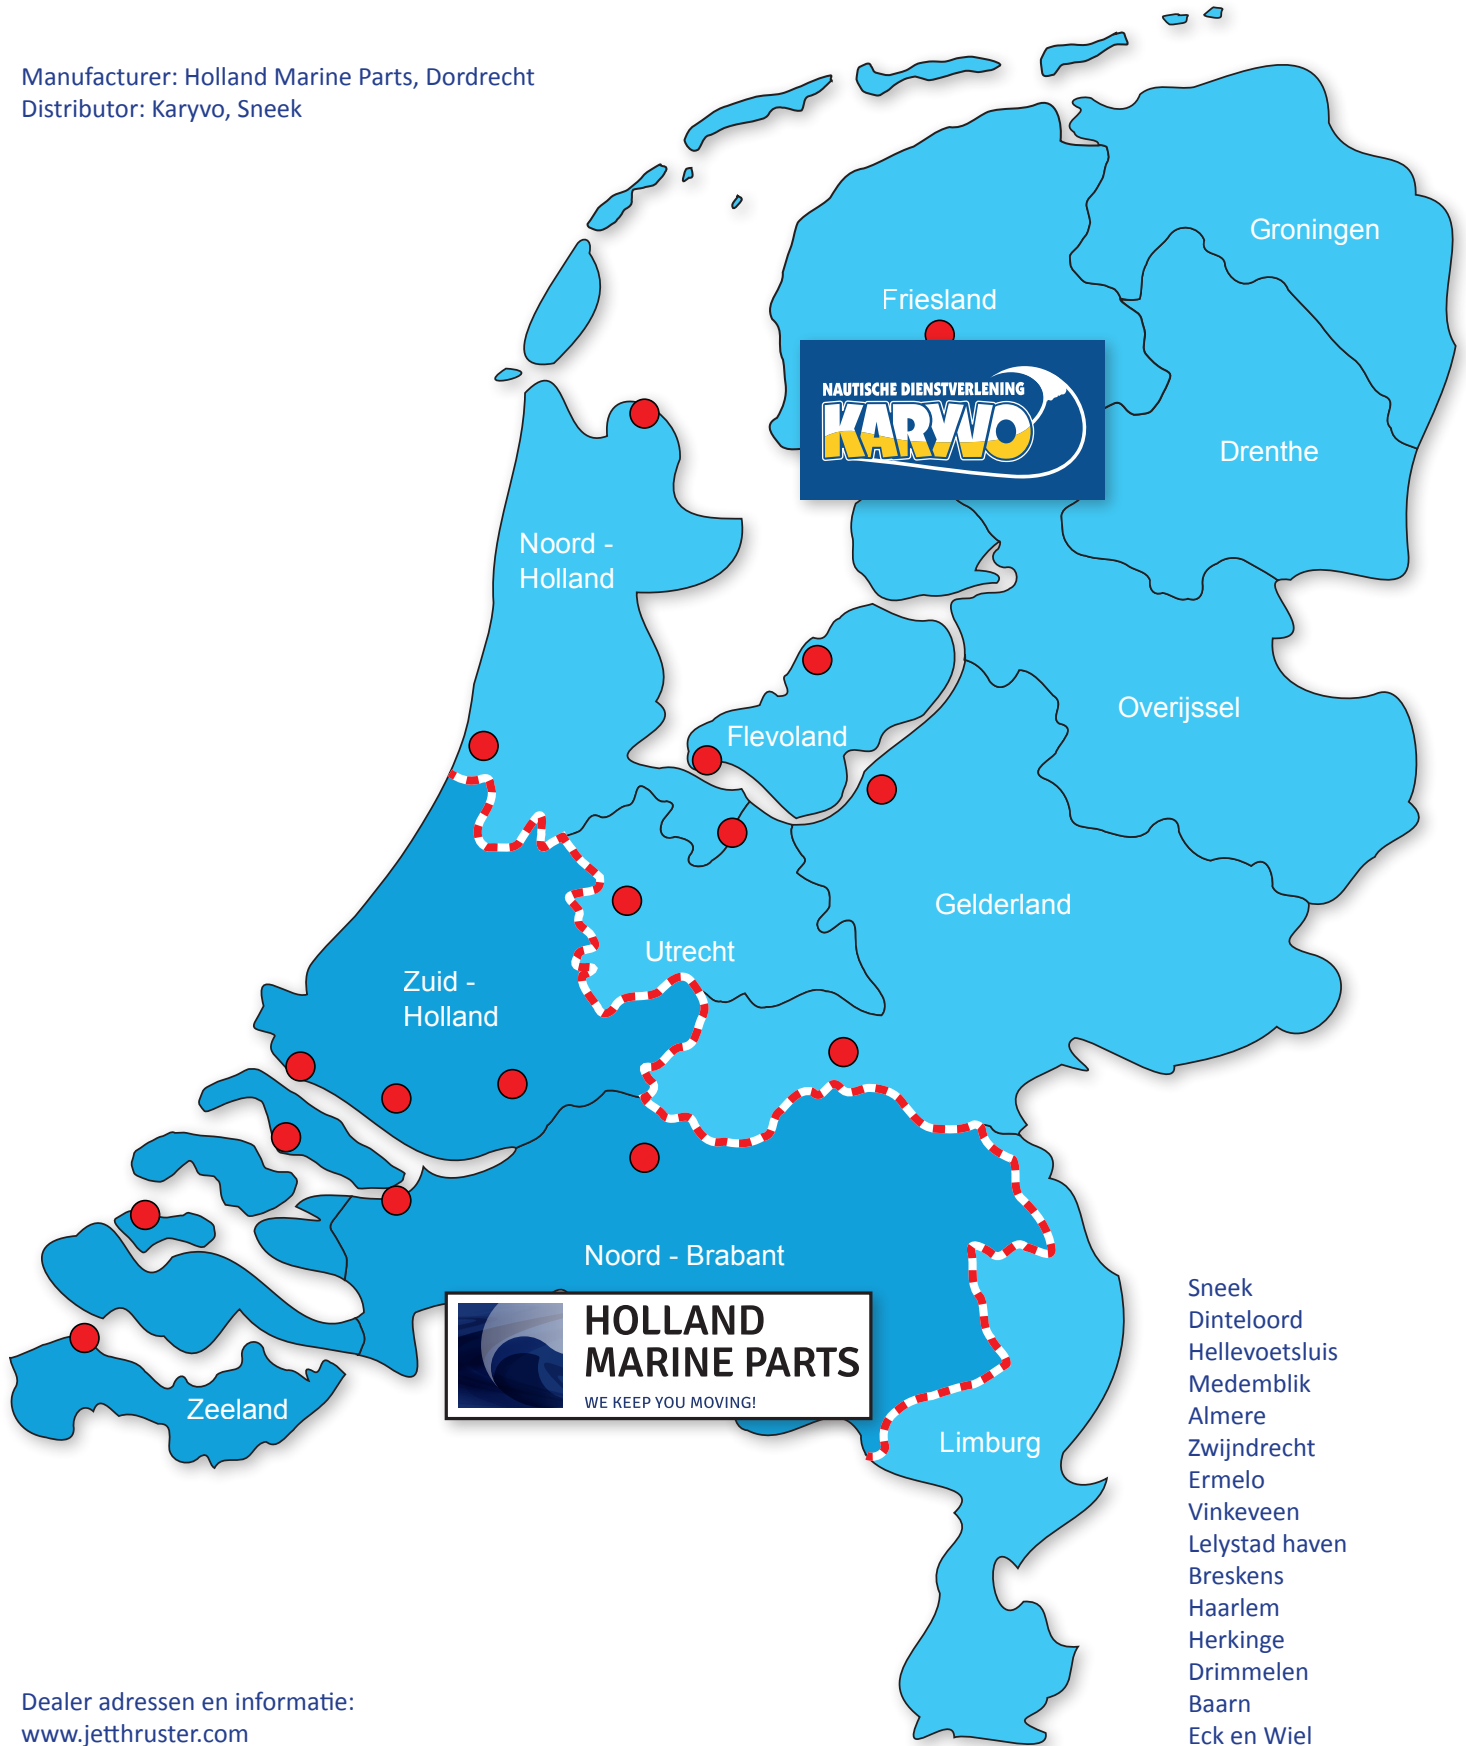 Manufacturer: Holland Marine Parts, Dordrecht
Distributor: Karyvo, Sneek
Groningen
Friesland
NAUTISCHE DIENSTVERLENING
KARYVO
Drenthe
Noord -
Holland
Overijssel
Flevoland
Gelderland
Utrecht
Zuid -
Holland
Noord - Brabant
HOLLAND
MARINE PARTS
WE KEEP YOU MOVING!
Zeeland
Limburg
Sneek
Dinteloord
Hellevoetsluis
Medemblik
Almere
Zwijndrecht
Ermelo
Vinkeveen
Lelystad haven
Breskens
Haarlem
Herkinge
Drimmelen
Baarn
Eck en Wiel
Dealer adressen en informatie:
www.jetthruster.com